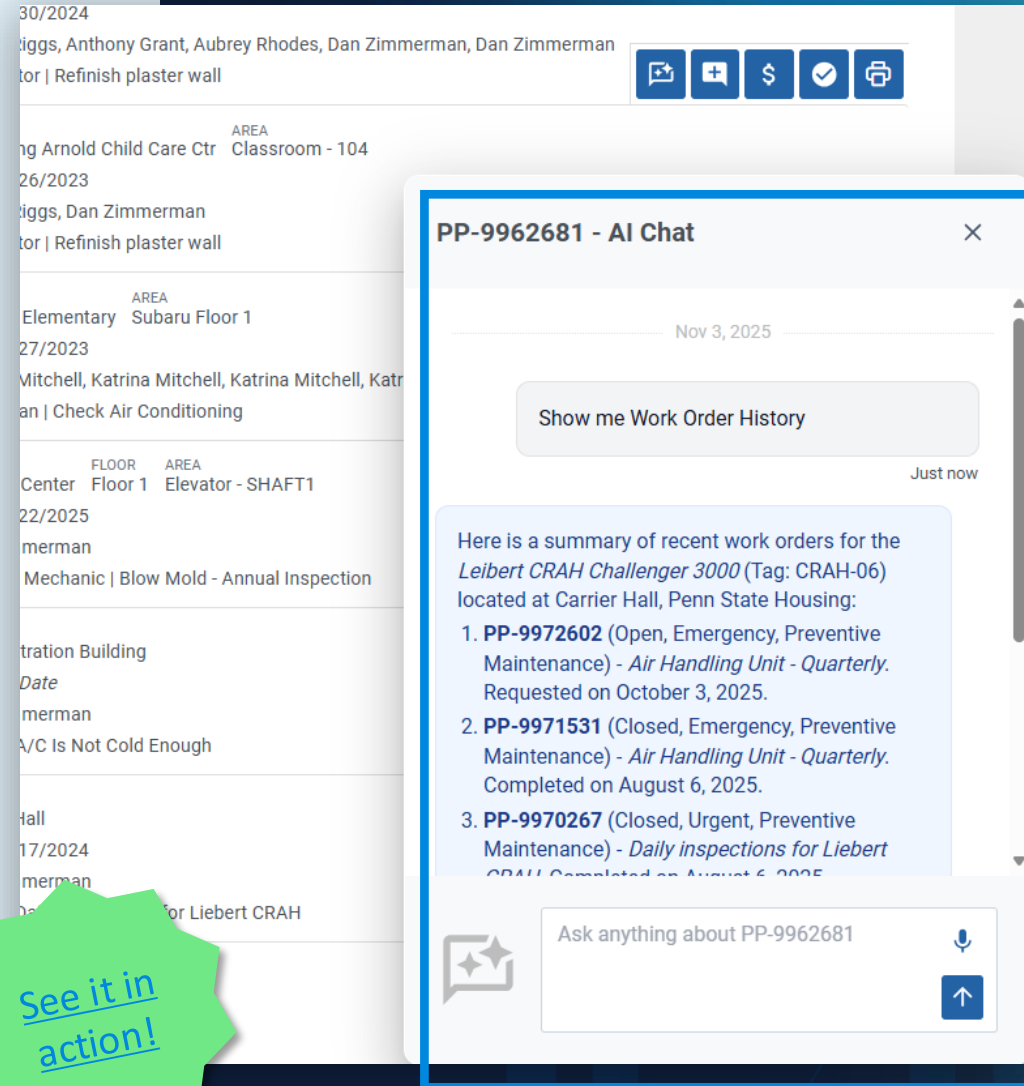 30/2024
iggs, Anthony Grant, Aubrey Rhodes, Dan Zimmerman, Dan Zimmerman
tor | Refinish plaster wall
AREA
ng Arnold Child Care Ctr Classroom - 104
26/2023
iggs, Dan Zimmerman
tor | Refinish plaster wall
AREA
Elementary Subaru Floor 1
27/2023
Mitchell, Katrina Mitchell, Katrina Mitchell, Katr
an | Check Air Conditioning
FLOOR AREA
Center Floor 1 Elevator - SHAFT1
22/2025
merman
Mechanic | Blow Mold - Annual Inspection
tration Building
Date
merman
A/C Is Not Cold Enough
Hall
17/2024
merman
for Liebert CRAH
See it in
action!
PP-9962681 - AI Chat
Nov 3, 2025
Show me Work Order History
Just now
Here is a summary of recent work orders for the
Leibert CRAH Challenger 3000 (Tag: CRAH-06)
located at Carrier Hall, Penn State Housing:
1. PP-9972602 (Open, Emergency, Preventive
Maintenance) - Air Handling Unit - Quarterly.
Requested on October 3, 2025.
2. PP-9971531 (Closed, Emergency, Preventive
Maintenance) - Air Handling Unit - Quarterly.
Completed on August 6, 2025.
3. PP-9970267 (Closed, Urgent, Preventive
Maintenance) - Daily inspections for Liebert
CRAH. Completed on August 6, 2025.
Ask anything about PP-9962681